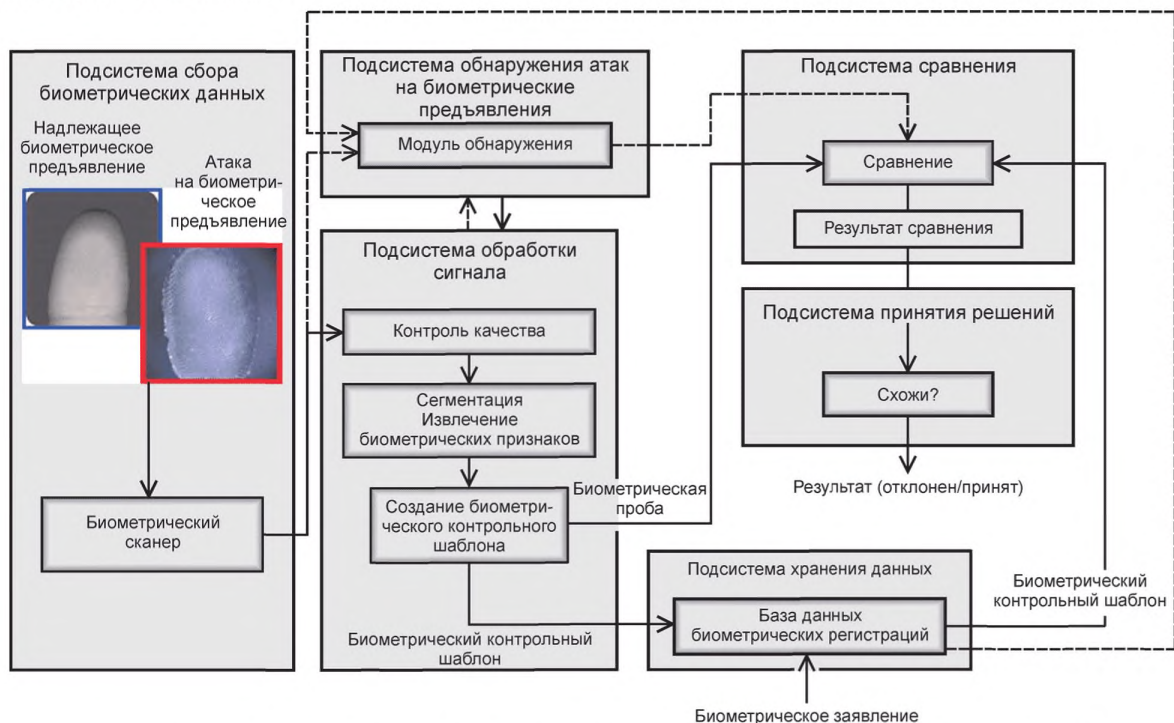 Подсистема сбора
биометрических данных
Надлежащее
биометрическое
предъявление
Атака
на биометри-
ческое
предъявление
Биометрический
сканер
Подсистема обнаружения атак
на биометрические
предъявления
Модуль обнаружения
Подсистема обработки
сигнала
Контроль качества
Сегментация
Извлечение
биометрических признаков
Создание биометри-
ческого контрольного
шаблона
Биометрический контрольный
шаблон
Биометрическая
проба
Подсистема сравнения
Сравнение
Результат сравнения
Подсистема принятия решений
Схожи?
Результат (отклонен/принят)
Подсистема хранения данных
База данных
биометрических регистраций
Биометрический
контрольный шаблон
Биометрическое заявление